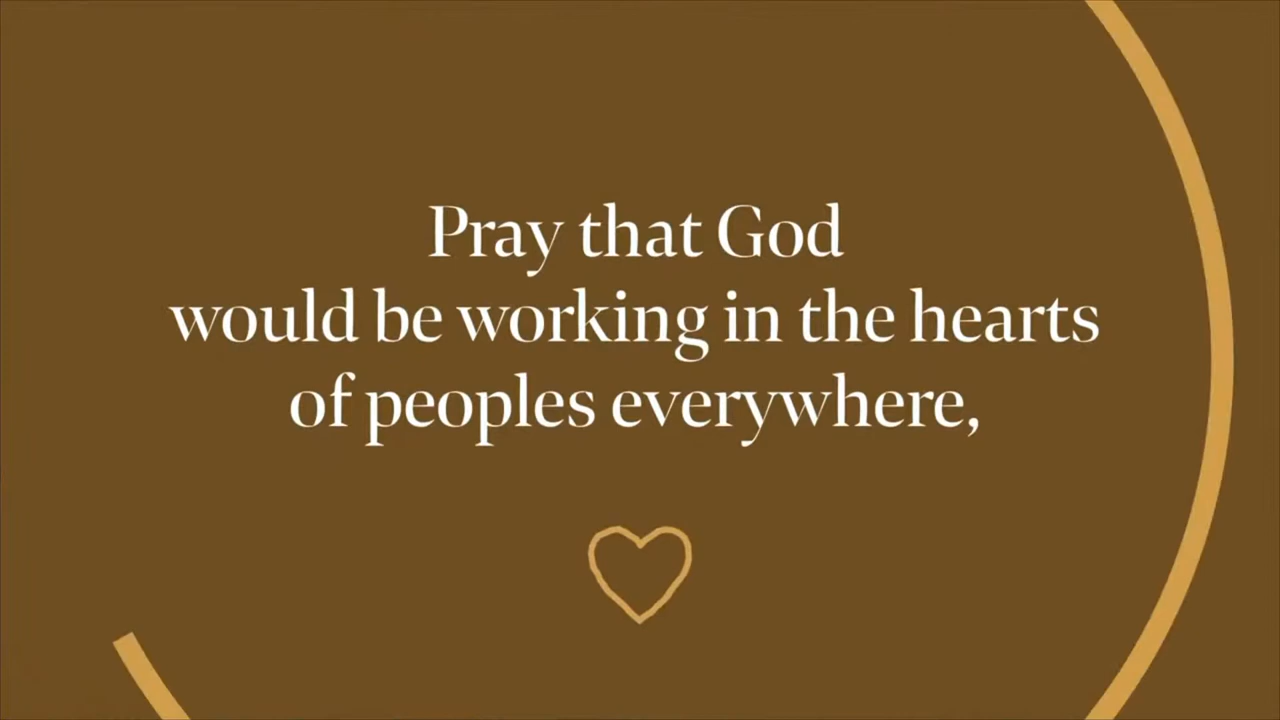 Pray that God
would be working in the hearts
of peoples everywhere,